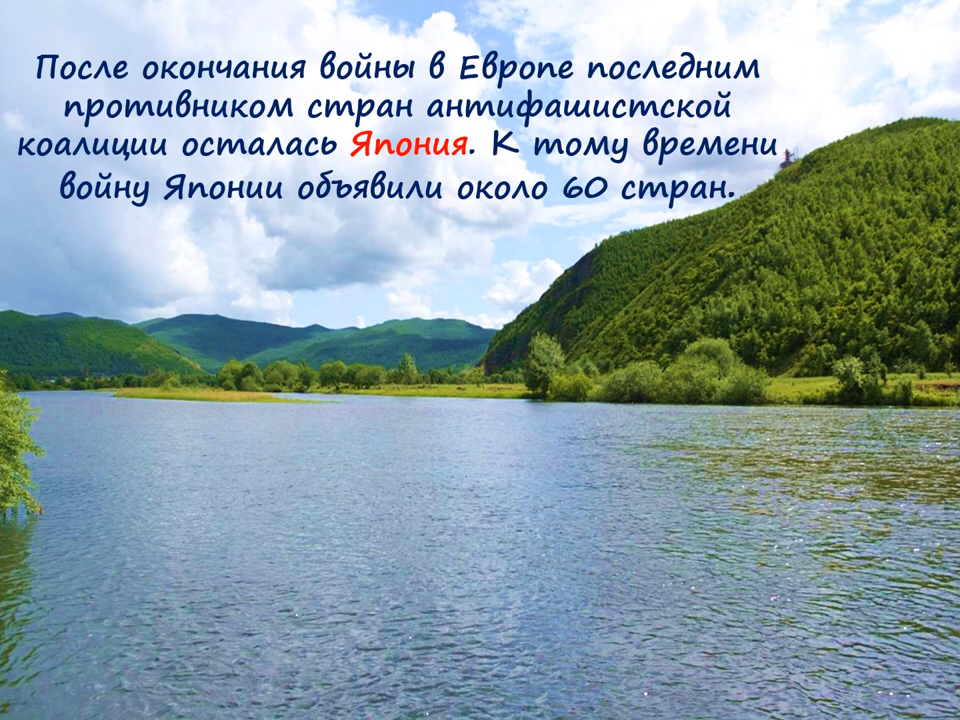 После окончания войны в Европе последним
противником стран антифашистской
коалиции осталась Япония. К тому времени
войну Японии объявили около 60 стран.